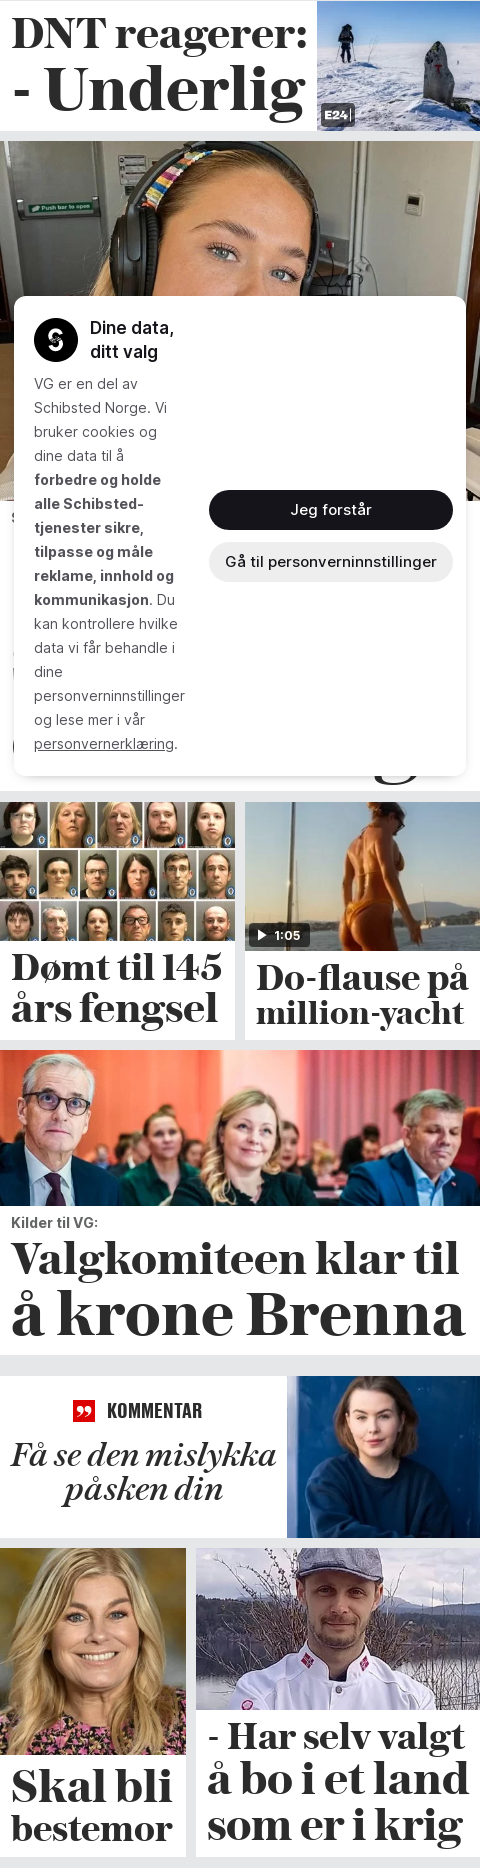 DNT reagerer:
- Underlig
E24
Push bar to open
Dine data,
ditt valg
VG er en del av
Schibsted Norge. Vi
bruker cookies og
dine data til å
forbedre og holde
alle Schibsted-
tjenester sikre,
tilpasse og måle
reklame, innhold og
kommunikasjon. Du
kan kontrollere hvilke
data vi får behandle i
dine
personverninnstillinger
og lese mer i vår
personvernerklæring.
Jeg forstår
Gå til personverninnstillinger
Dømt til 145
års fengsel
1:05
Do-flause på
million-yacht
Kilder til VG:
Valgkomiteen klar til
å krone Brenna
KOMMENTAR
Få se den mislykka
påsken din
Skal bli
bestemor
- Har selv valgt
å bo i et land
som er i krig